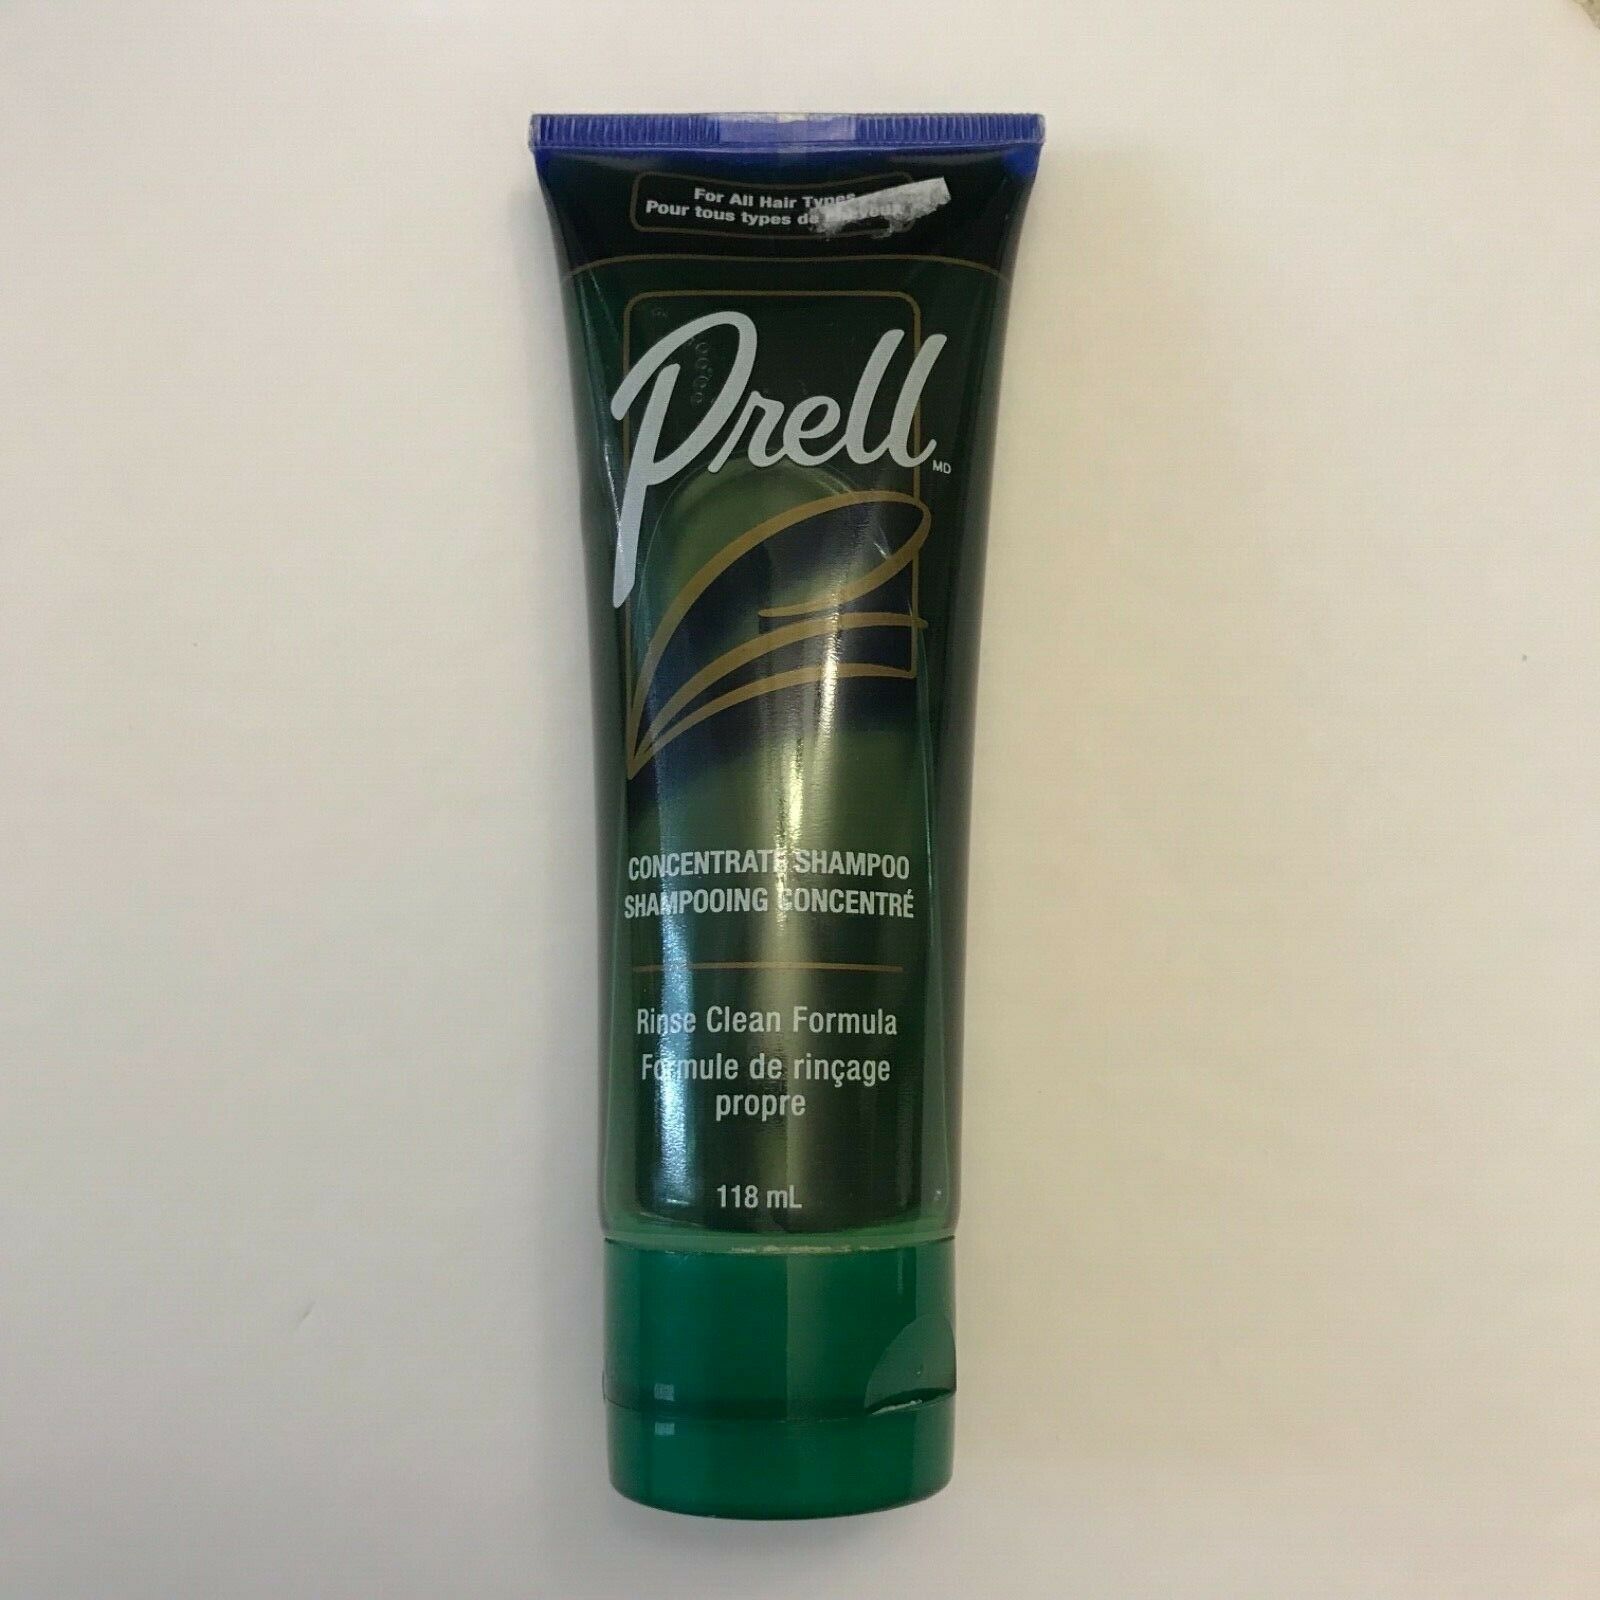 For All Hair Types
Pour tous types de cheveux
Prell
MD
CONCENTRATE SHAMPOO
SHAMPOOING CONCENTRÉ
Rinse Clean Formula
Formule de rinçage
propre
118 mL